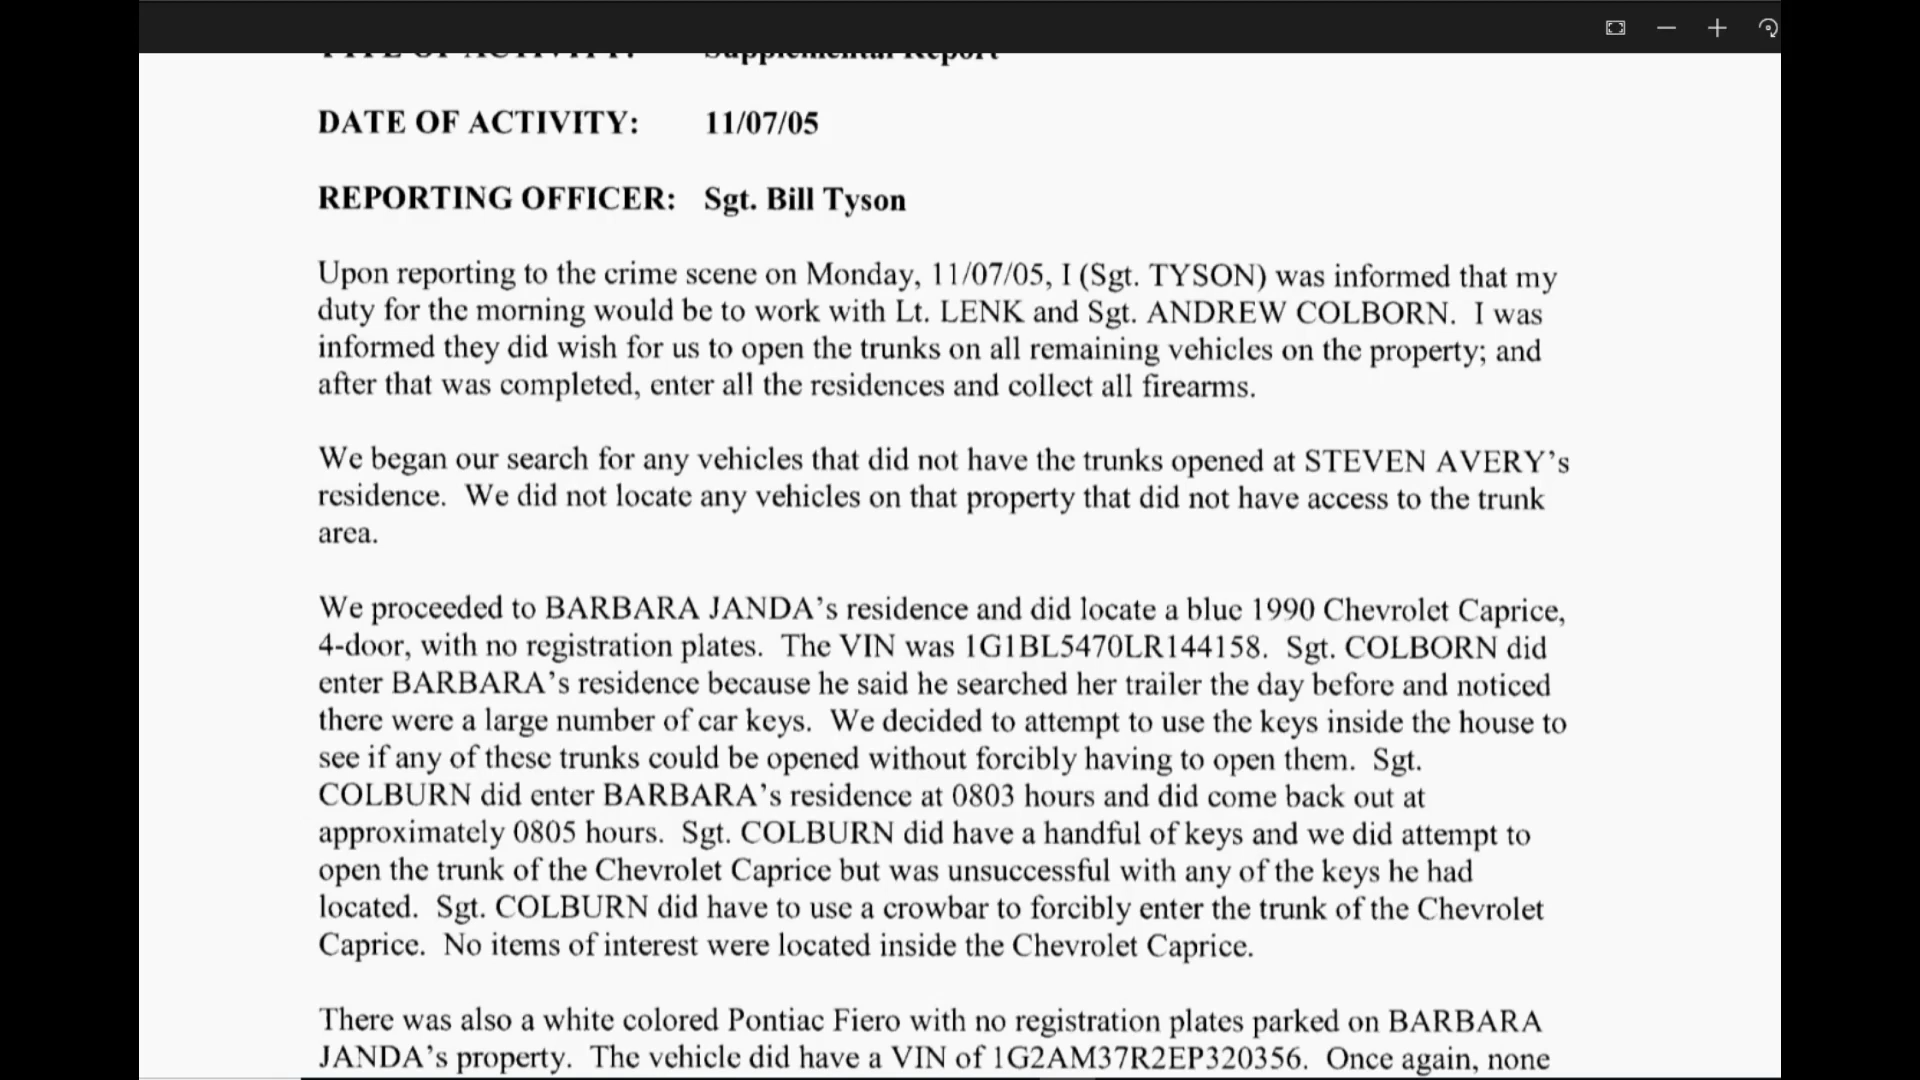 TYPE OF ACTIVITY: Supplemental Report
DATE OF ACTIVITY: 11/07/05
REPORTING OFFICER: Sgt. Bill Tyson
Upon reporting to the crime scene on Monday, 11/07/05, I (Sgt. TYSON) was informed that my
duty for the morning would be to work with Lt. LENK and Sgt. ANDREW COLBORN. I was
informed they did wish for us to open the trunks on all remaining vehicles on the property; and
after that was completed, enter all the residences and collect all firearms.
We began our search for any vehicles that did not have the trunks opened at STEVEN AVERY's
residence. We did not locate any vehicles on that property that did not have access to the trunk
area.
We proceeded to BARBARA JANDA's residence and did locate a blue 1990 Chevrolet Caprice,
4-door, with no registration plates. The VIN was 1G1BL5470LR144158. Sgt. COLBORN did
enter BARBARA's residence because he said he searched her trailer the day before and noticed
there were a large number of car keys. We decided to attempt to use the keys inside the house to
see if any of these trunks could be opened without forcibly having to open them. Sgt.
COLBURN did enter BARBARA's residence at 0803 hours and did come back out at
approximately 0805 hours. Sgt. COLBURN did have a handful of keys and we did attempt to
open the trunk of the Chevrolet Caprice but was unsuccessful with any of the keys he had
located. Sgt. COLBURN did have to use a crowbar to forcibly enter the trunk of the Chevrolet
Caprice. No items of interest were located inside the Chevrolet Caprice.
There was also a white colored Pontiac Fiero with no registration plates parked on BARBARA
JANDA's property. The vehicle did have a VIN of 1G2AM37R2EP320356. Once again, none